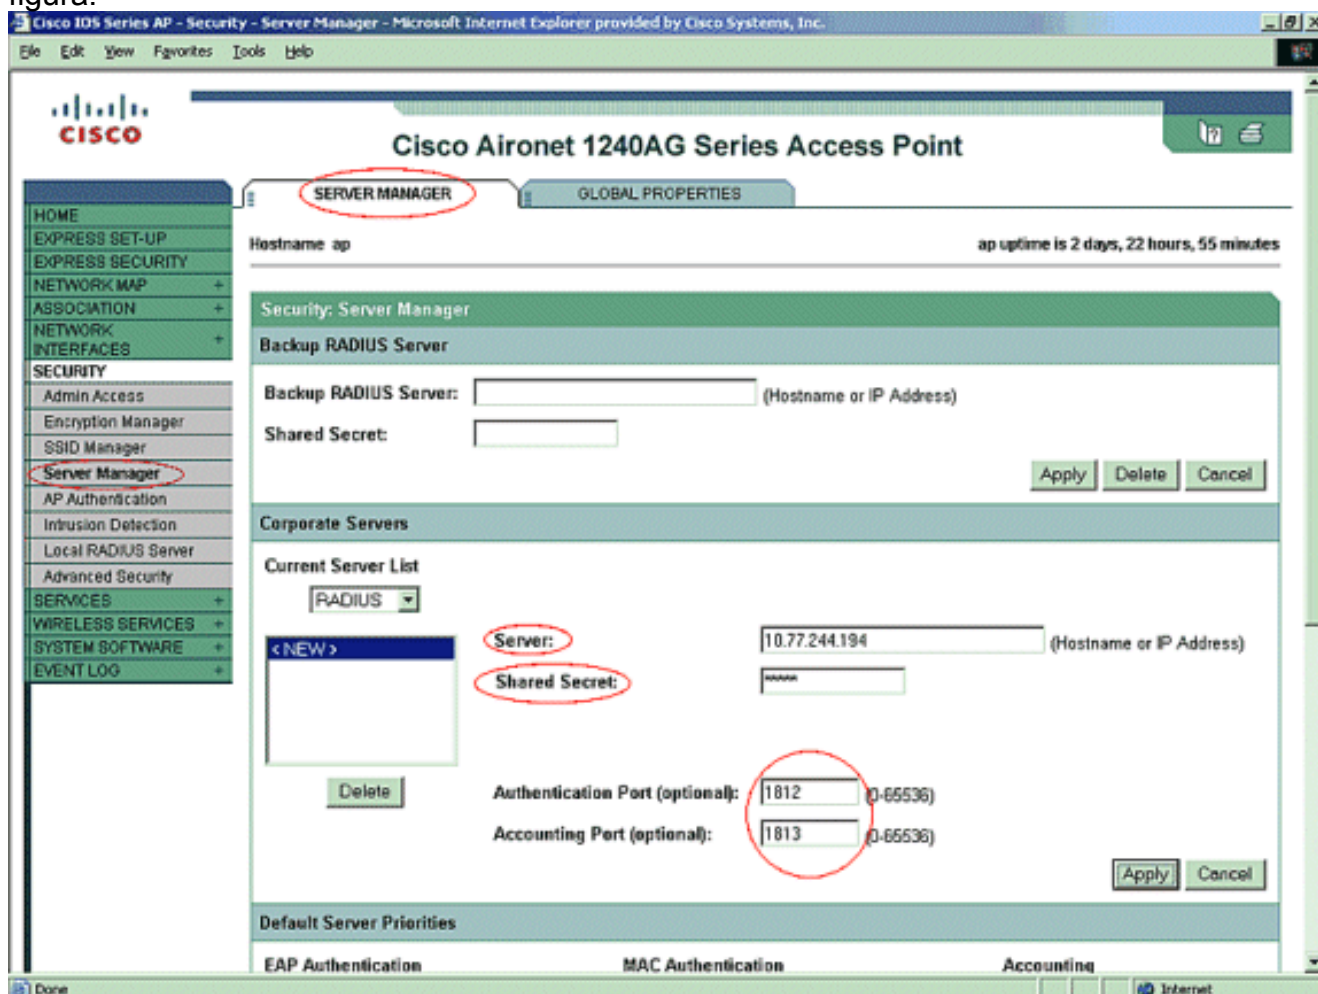 figura.
Cisco IOS Series AP - Security - Server Manager - Microsoft Internet Explorer provided by Cisco Systems, Inc.
File Edit View Favorites Tools Help
CISCO
Cisco Aironet 1240AG Series Access Point
SERVER MANAGER
GLOBAL PROPERTIES
HOME
EXPRESS SET-UP
EXPRESS SECURITY
NETWORK MAP +
ASSOCIATION +
NETWORK
INTERFACES +
SECURITY
Admin Access
Encryption Manager
SSID Manager
Server Manager
AP Authentication
Intrusion Detection
Local RADIUS Server
Advanced Security
SERVICES +
WIRELESS SERVICES +
SYSTEM SOFTWARE +
EVENT LOG +
Hostname ap
ap uptime is 2 days, 22 hours, 55 minutes
Security: Server Manager
Backup RADIUS Server
Backup RADIUS Server: (Hostname or IP Address)
Shared Secret:
Apply Delete Cancel
Corporate Servers
Current Server List
RADIUS
< NEW >
Delete
Server: 10.77.244.194 (Hostname or IP Address)
Shared Secret: *****
Authentication Port (optional): 1812 (0-65536)
Accounting Port (optional): 1813 (0-65536)
Apply Cancel
Default Server Priorities
EAP Authentication
MAC Authentication
Accounting
Done
Internet